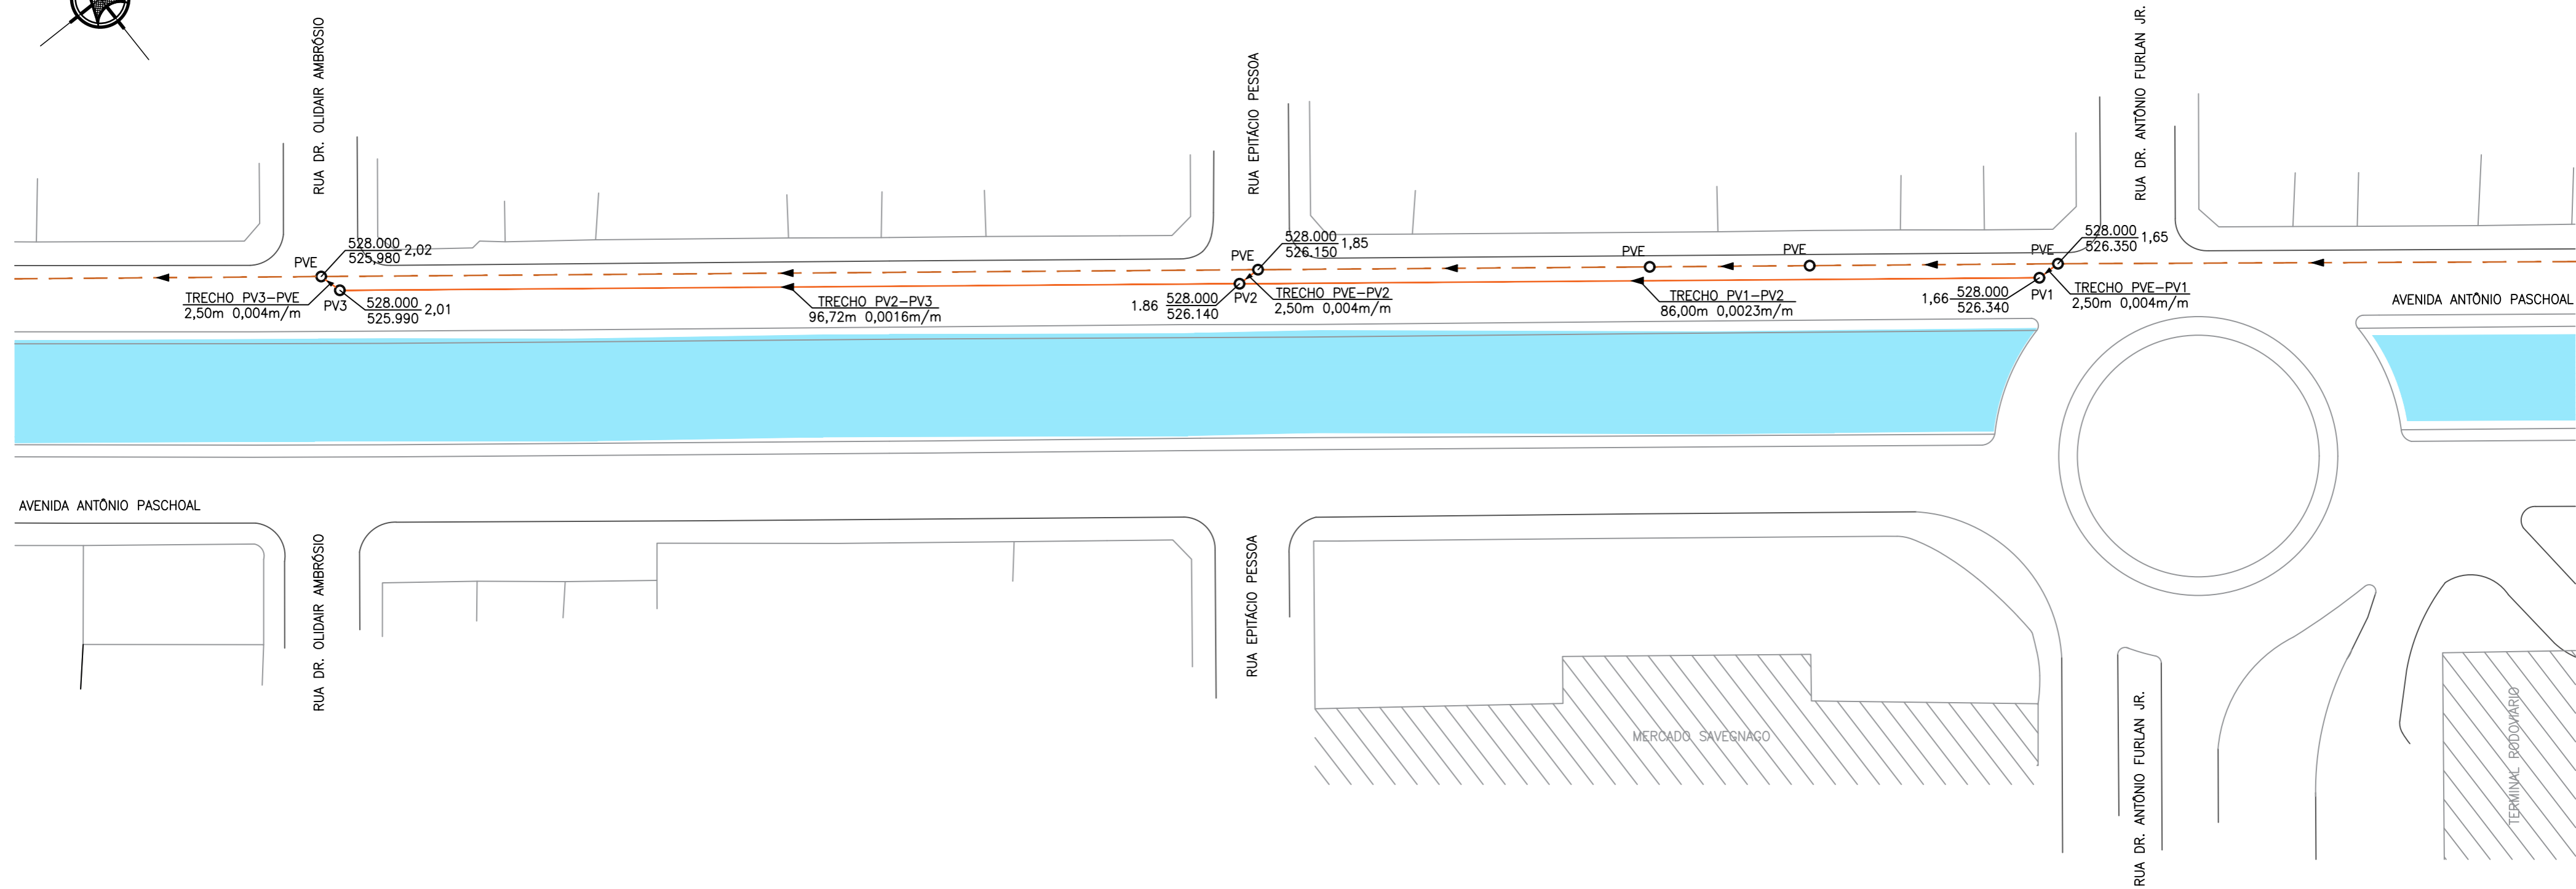 RUA DR. OLIDAIR AMBRÓSIO
RUA EPITÁCIO PESSOA
RUA DR. ANTÔNIO FURLAN JR.
PVE
528.000
525,980
2,02
TRECHO PV3-PVE
2,50m 0,004m/m
PV3
528.000
525.990
2,01
TRECHO PV2-PV3
96,72m 0,0016m/m
PVE
528.000
526.150
1,85
1.86
528.000
526.140
PV2
TRECHO PVE-PV2
2,50m 0,004m/m
PVE
PVE
TRECHO PV1-PV2
86,00m 0,0023m/m
PVE
528.000
526.350
1,65
1,66
528.000
526.340
PV1
TRECHO PVE-PV1
2,50m 0,004m/m
AVENIDA ANTÔNIO PASCHOAL
AVENIDA ANTÔNIO PASCHOAL
RUA DR. OLIDAIR AMBRÓSIO
RUA EPITÁCIO PESSOA
MERCADO SAVEGNAGO
RUA DR. ANTÔNIO FURLAN JR.
TERMINAL RODOVIÁRIO